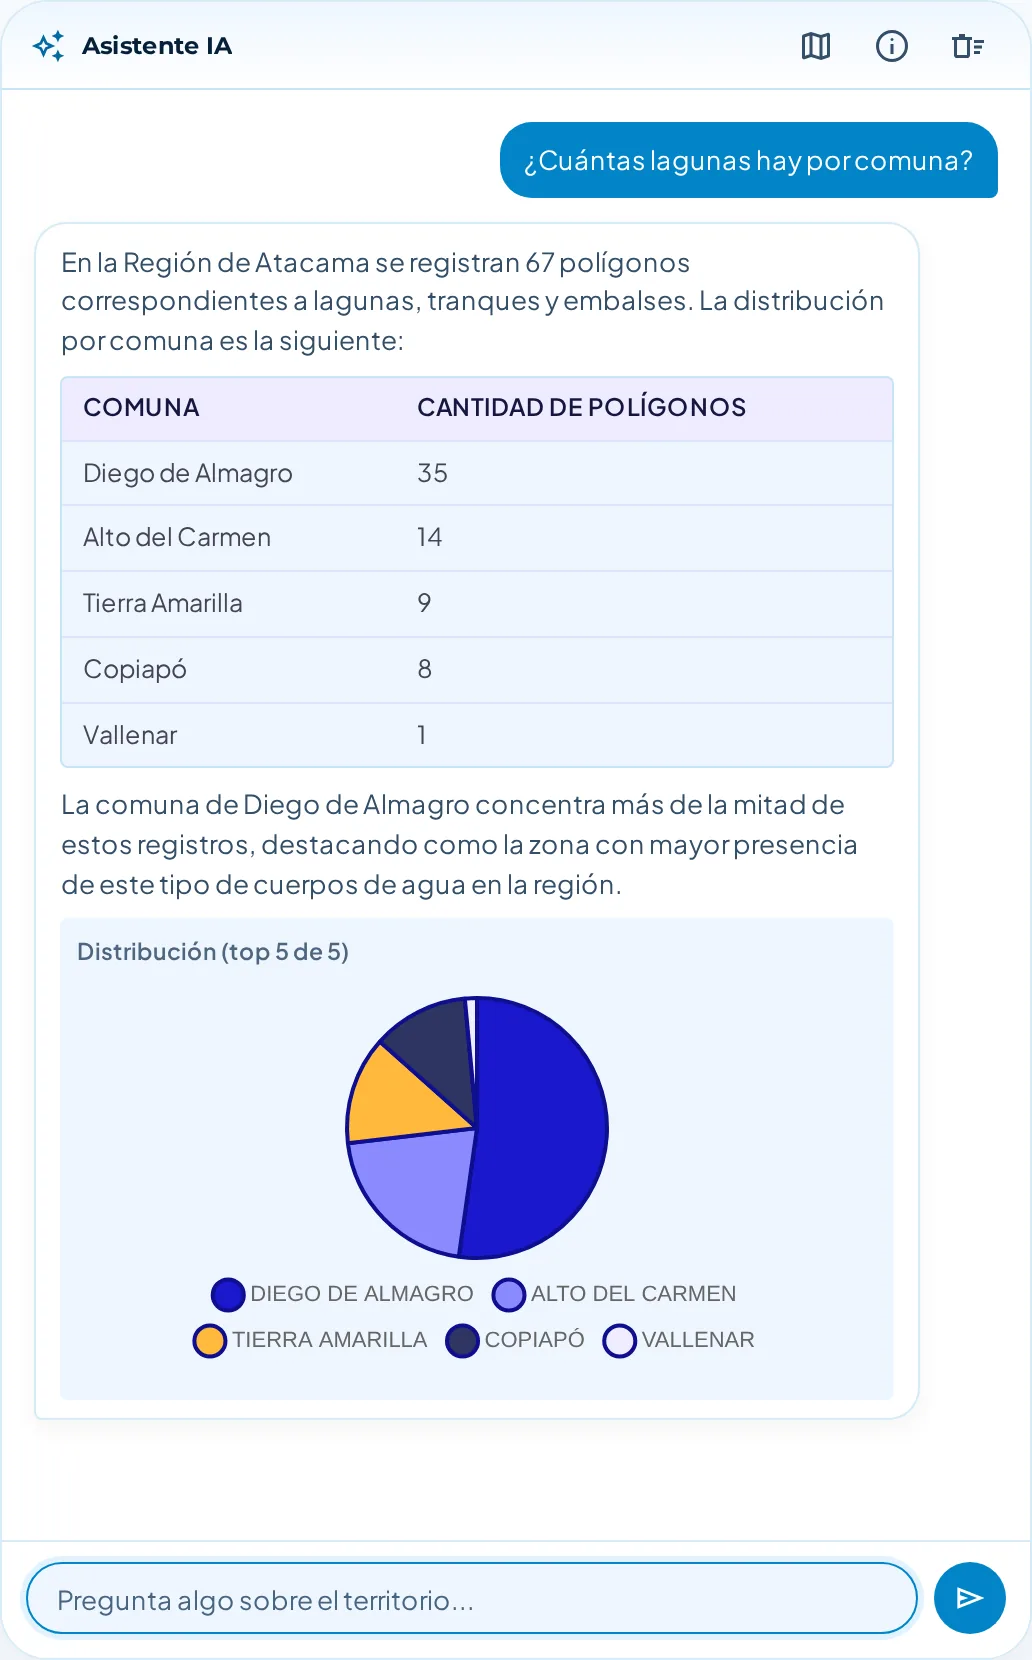 Asistente IA
¿Cuántas lagunas hay por comuna?
En la Región de Atacama se registran 67 polígonos
correspondientes a lagunas, tranques y embalses. La distribución
por comuna es la siguiente:
COMUNA CANTIDAD DE POLÍGONOS
Diego de Almagro 35
Alto del Carmen 14
Tierra Amarilla 9
Copiapó 8
Vallenar 1
La comuna de Diego de Almagro concentra más de la mitad de
estos registros, destacando como la zona con mayor presencia
de este tipo de cuerpos de agua en la región.
Distribución (top 5 de 5)
DIEGO DE ALMAGRO ALTO DEL CARMEN
TIERRA AMARILLA COPIAPÓ VALLENAR
Pregunta algo sobre el territorio...